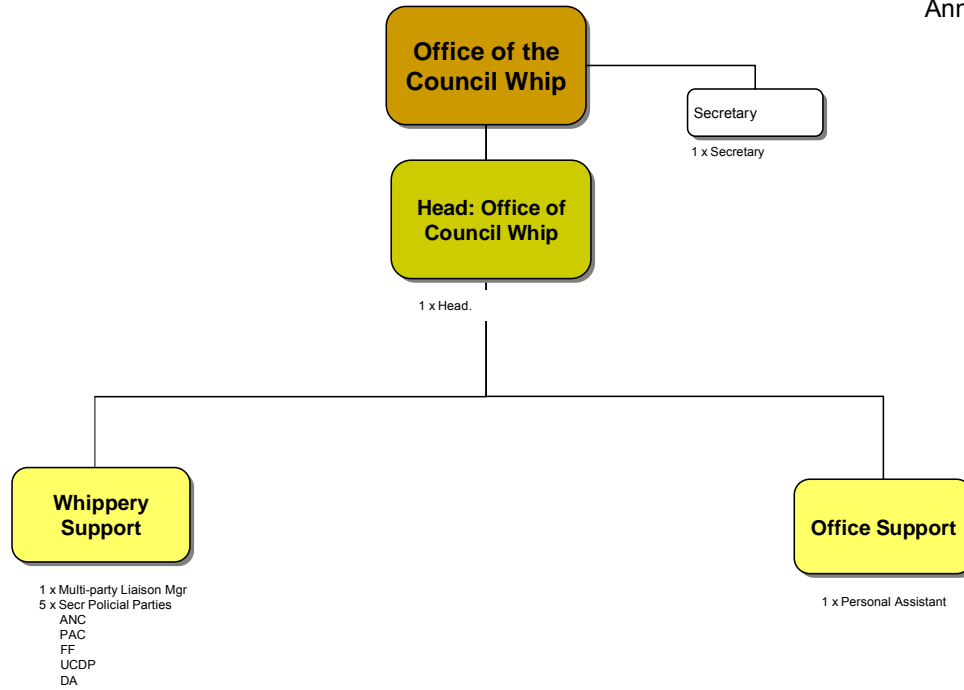 Ann
Office of the
Council Whip
Secretary
1 x Secretary
Head: Office of
Council Whip
1 x Head.
Whippery
Support
1 x Multi-party Liaison Mgr
5 x Secr Policial Parties
ANC
PAC
FF
UCDP
DA
Office Support
1 x Personal Assistant